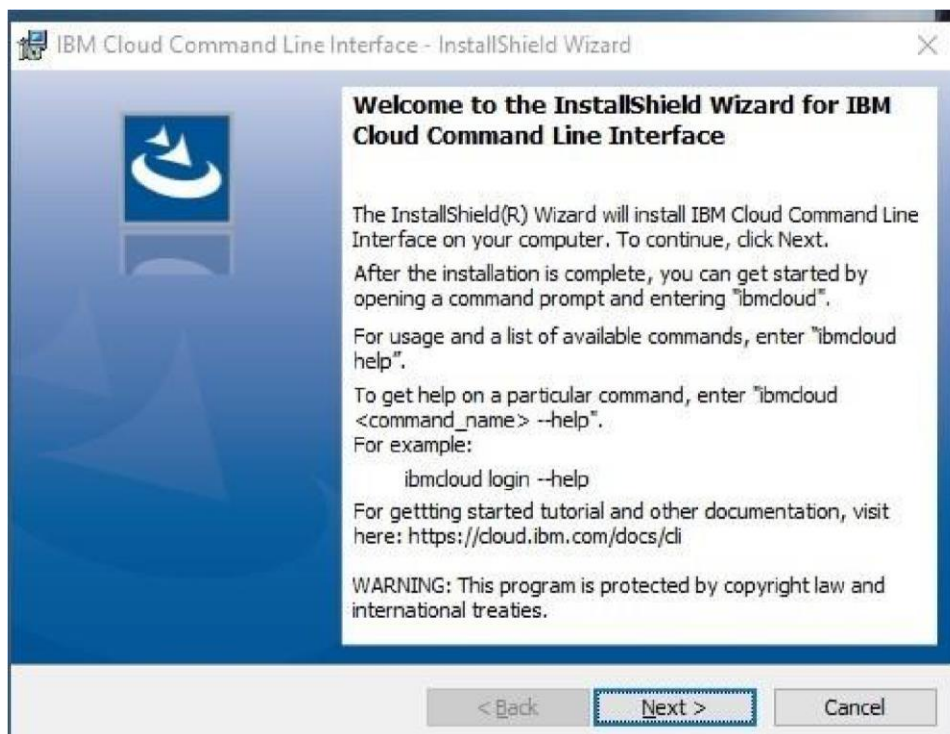 IBM Cloud Command Line Interface - InstallShield Wizard
Welcome to the InstallShield Wizard for IBM
Cloud Command Line Interface
The InstallShield(R) Wizard will install IBM Cloud Command Line
Interface on your computer. To continue, click Next.
After the installation is complete, you can get started by
opening a command prompt and entering "ibmcloud".
For usage and a list of available commands, enter "ibmcloud
help".
To get help on a particular command, enter "ibmcloud
<command_name> --help".
For example:
ibmcloud login --help
For gettting started tutorial and other documentation, visit
here: https://cloud.ibm.com/docs/cli
WARNING: This program is protected by copyright law and
international treaties.
< Back Next > Cancel